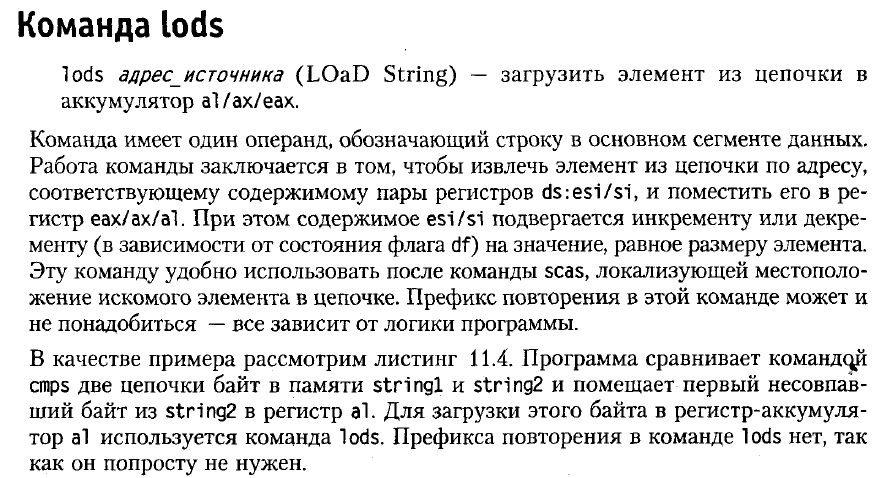 Команда lods
lods адрес_источника (LOaD String) — загрузить элемент из цепочки в
аккумулятор al/ax/eax.
Команда имеет один операнд, обозначающий строку в основном сегменте данных.
Работа команды заключается в том, чтобы извлечь элемент из цепочки по адресу,
соответствующему содержимому пары регистров ds:esi/si, и поместить его в ре-
гистр eax/ax/al. При этом содержимое esi/si подвергается инкременту или декре-
менту (в зависимости от состояния флага df) на значение, равное размеру элемента.
Эту команду удобно использовать после команды scas, локализующей местополо-
жение искомого элемента в цепочке. Префикс повторения в этой команде может и
не понадобиться — все зависит от логики программы.
В качестве примера рассмотрим листинг 11.4. Программа сравнивает командой
cmps две цепочки байт в памяти string1 и string2 и помещает первый несовпав-
ший байт из string2 в регистр al. Для загрузки этого байта в регистр-аккумуля-
тор al используется команда lods. Префикса повторения в команде lods нет, так
как он попросту не нужен.